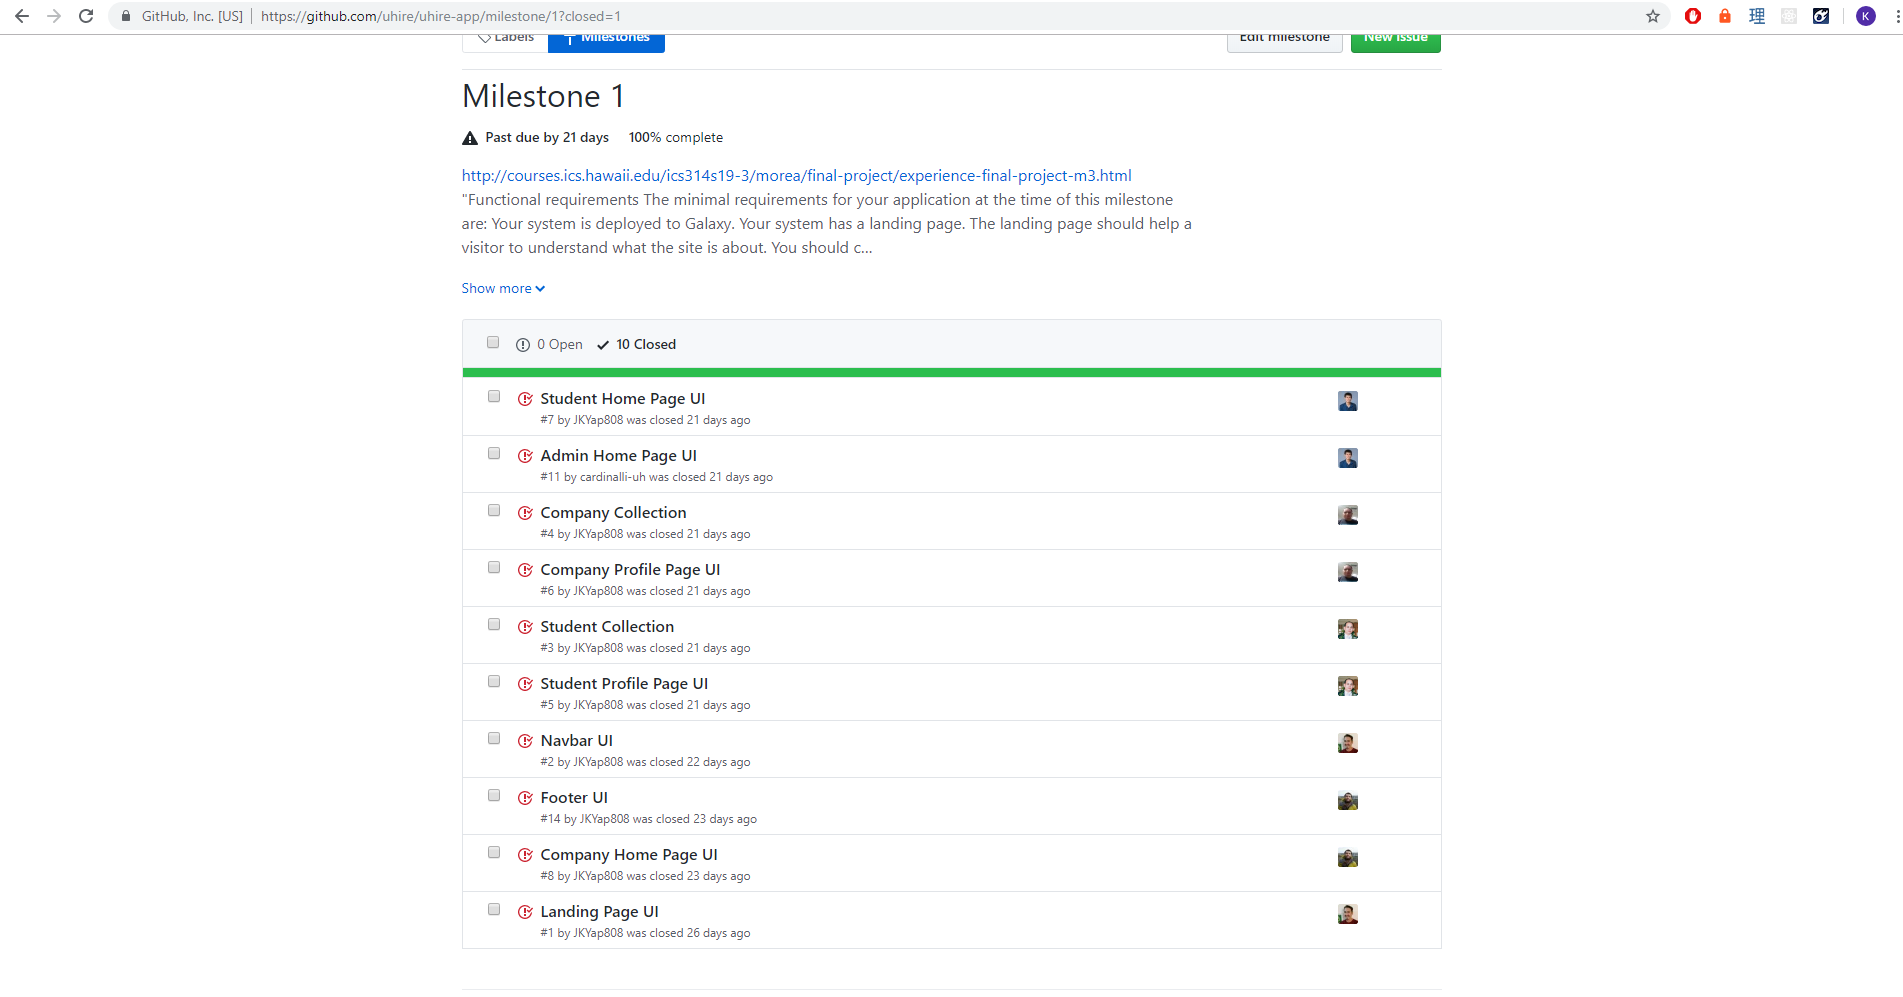 GitHub, Inc. [US] | https://github.com/uhire/uhire-app/milestone/1?closed=1
理 K
Labels Milestones Edit milestone New issue
Milestone 1
Past due by 21 days 100% complete
http://courses.ics.hawaii.edu/ics314s19-3/morea/final-project/experience-final-project-m3.html
"Functional requirements The minimal requirements for your application at the time of this milestone
are: Your system is deployed to Galaxy. Your system has a landing page. The landing page should help a
visitor to understand what the site is about. You should c...
Show more
0 Open 10 Closed
Student Home Page UI
#7 by JKYap808 was closed 21 days ago
Admin Home Page UI
#11 by cardinalli-uh was closed 21 days ago
Company Collection
#4 by JKYap808 was closed 21 days ago
Company Profile Page UI
#6 by JKYap808 was closed 21 days ago
Student Collection
#3 by JKYap808 was closed 21 days ago
Student Profile Page UI
#5 by JKYap808 was closed 21 days ago
Navbar UI
#2 by JKYap808 was closed 22 days ago
Footer UI
#14 by JKYap808 was closed 23 days ago
Company Home Page UI
#8 by JKYap808 was closed 23 days ago
Landing Page UI
#1 by JKYap808 was closed 26 days ago